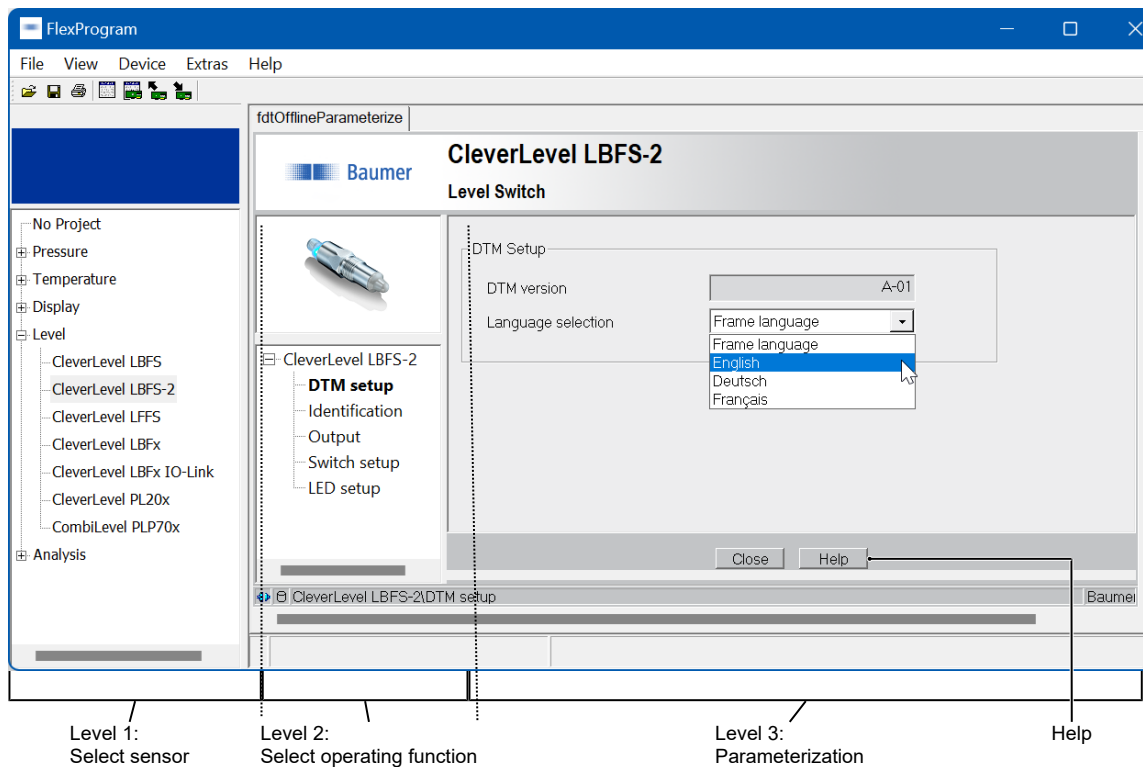 FlexProgram
File View Device Extras Help
fdtOfflineParameterize
Baumer
CleverLevel LBFS-2
Level Switch
No Project
Pressure
Temperature
Display
Level
CleverLevel LBFS
CleverLevel LBFS-2
CleverLevel LFFS
CleverLevel LBFx
CleverLevel LBFx IO-Link
CleverLevel PL20x
CombiLevel PLP70x
Analysis
CleverLevel LBFS-2
DTM setup
Identification
Output
Switch setup
LED setup
DTM Setup
DTM version A-01
Language selection Frame language
Frame language
English
Deutsch
Français
Close Help
CleverLevel LBFS-2\DTM setup Baumer
Level 1:
Select sensor
Level 2:
Select operating function
Level 3:
Parameterization
Help